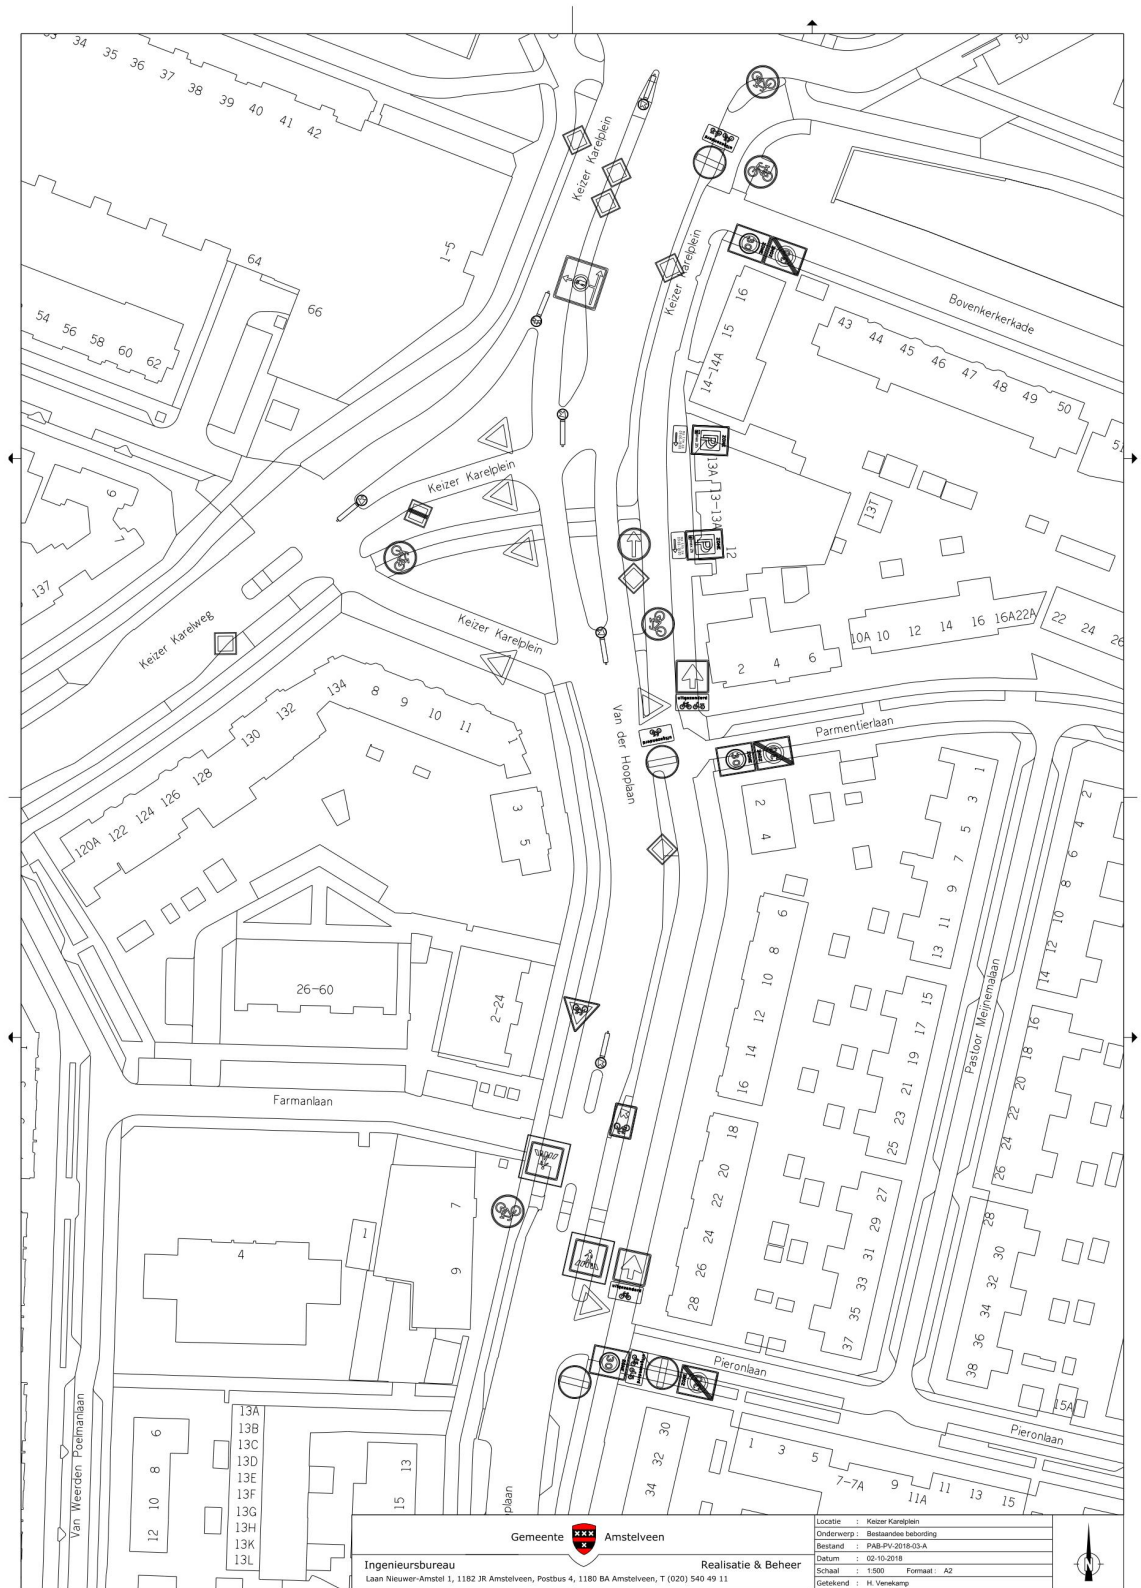 33 34 35 36 37 38 39 40 41 42
Keizer Karelplein
50
1-5
64
66
54 56 58 60 62
Keizer Karelplein
16
15
14-14A
Bovenkerkerkade
43 44 45 46 47 48 49 50
51
13A
13-13A
12
13T
Keizer Karelplein
9
7
137
Keizer Karelweg
Keizer Karelplein
10A 10 12 14 16 16A22A
22 24 26
2 4 6
uitgezonderd
Parmentierlaan
Van der Hooplaan
134 8 9 10 11 1
132
130
128
126
124
122
120A
3
5
2
4
1
3
5
7
9
11
13
2
4
6
8
10
12
14
6
8
10
12
14
16
26-60
2-24
15
17
19
21
23
25
Pastoor Meijnemalaan
16
18
20
22
24
26
Farmanlaan
18
20
22
24
26
28
27
29
31
33
35
37
28
30
32
34
36
38
1
7
9
4
uitgezonderd
Pieronlaan
15A
Pieronlaan
Van Weerden Poelmanlaan
6
8
10
12
13A
13B
13C
13D
13E
13F
13G
13H
13K
13L
13
15
plaan
30
32
34
1 3 5 7-7A 9 11A 11 13 15
Gemeente Amstelveen
Ingenieursbureau Realisatie & Beheer
Laan Nieuwer-Amstel 1, 1182 JR Amstelveen, Postbus 4, 1180 BA Amstelveen, T (020) 540 49 11
Locatie : Keizer Karelplein
Onderwerp : Bestaandee bebording
Bestand : PAB-PV-2018-03-A
Datum : 02-10-2018
Schaal : 1:500 Formaat : A2
Getekend : H. Venekamp
N